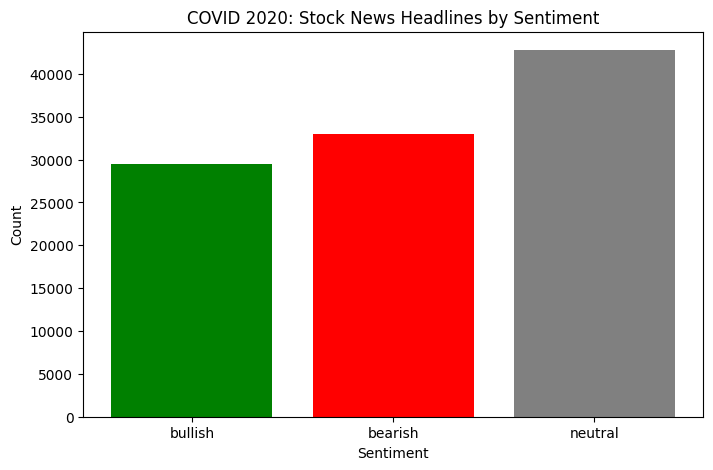 COVID 2020: Stock News Headlines by Sentiment
40000
35000
30000
25000
20000
15000
10000
5000
0
Count
bullish bearish neutral
Sentiment